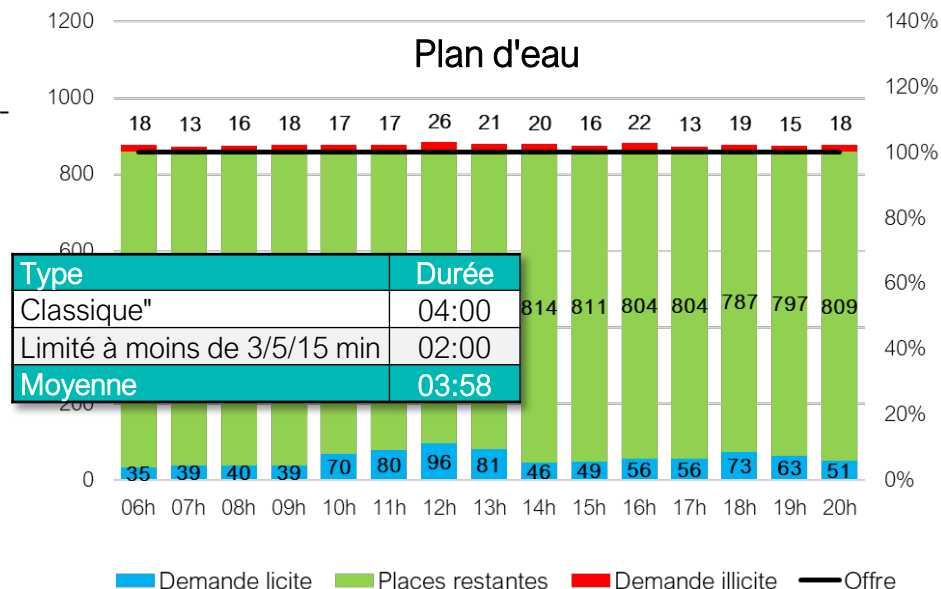 Plan d'eau
1200
1000
800
600
200
0
140%
120%
100%
80%
60%
40%
20%
0%
18 13 16 18 17 17 26 21 20 16 22 13 19 15 18
814 811 804 804 787 797 809
35 39 40 39 70 80 96 81 46 49 56 56 73 63 51
Type Durée
Classique" 04:00
Limité à moins de 3/5/15 min 02:00
Moyenne 03:58
06h 07h 08h 09h 10h 11h 12h 13h 14h 15h 16h 17h 18h 19h 20h
Demande licite Places restantes Demande illicite Offre